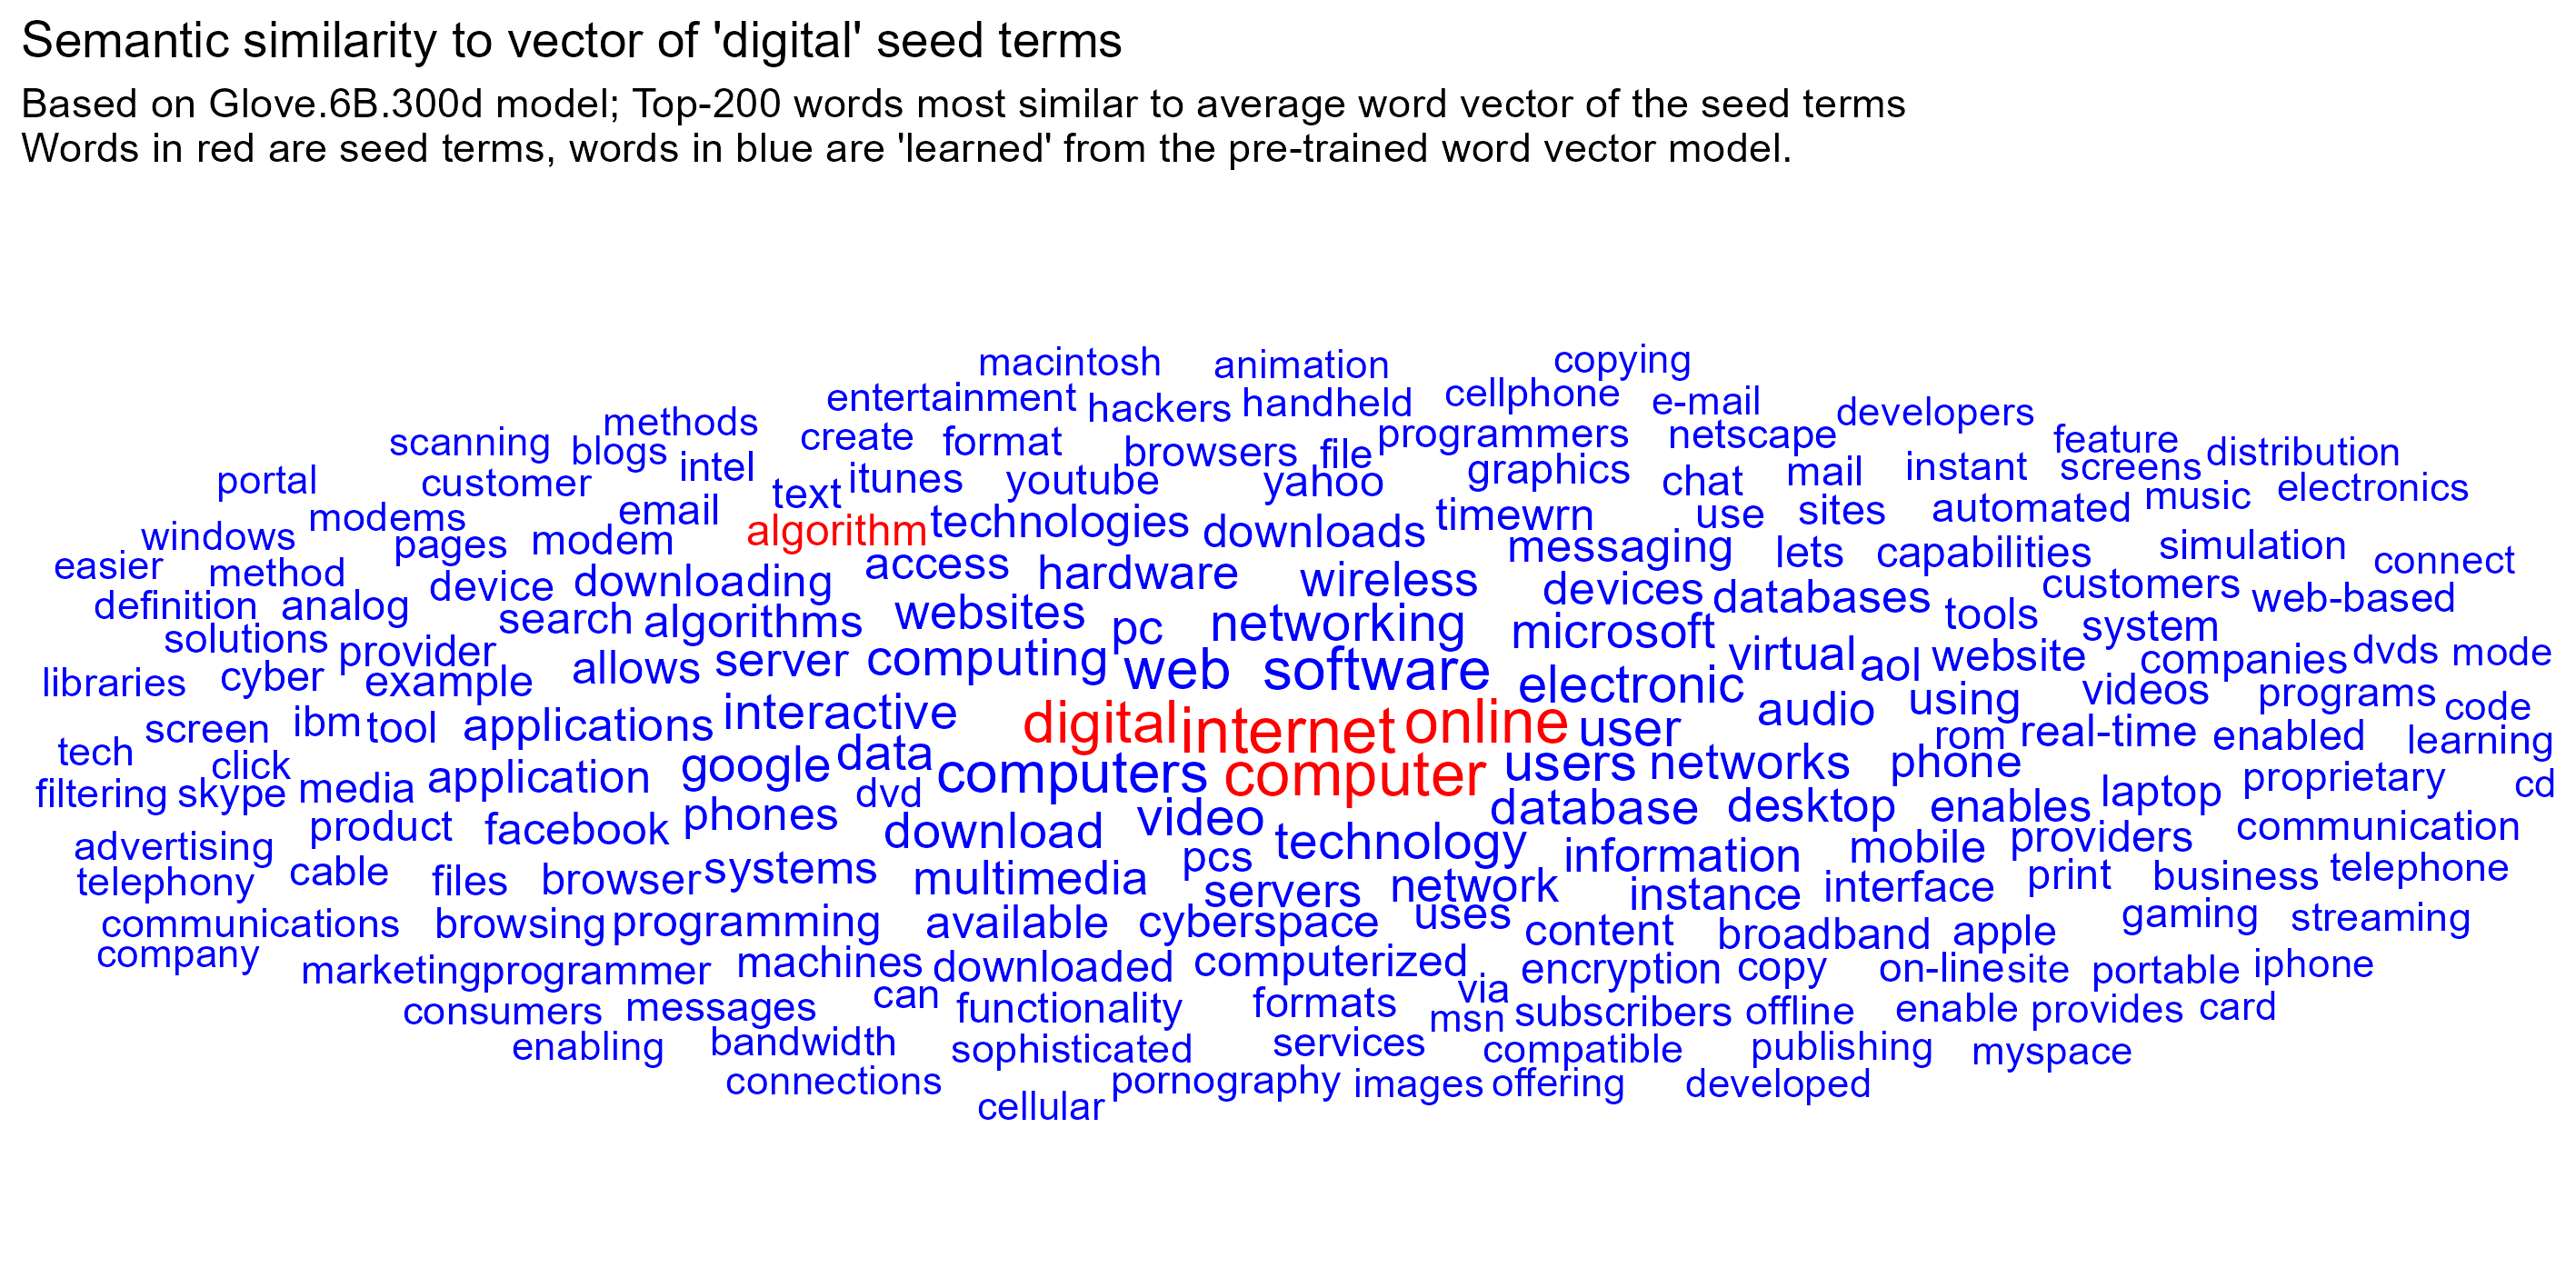 Semantic similarity to vector of 'digital' seed terms
Based on Glove.6B.300d model; Top-200 words most similar to average word vector of the seed terms
Words in red are seed terms, words in blue are 'learned' from the pre-trained word vector model.
macintosh animation copying
entertainment hackers handheld cellphone e-mail
methods create format browsers file programmers netscape developers
scanning blogs intel itunes youtube yahoo graphics chat mail instant feature screens distribution
portal customer text music electronics
modems email algorithm technologies downloads timewrn use sites automated
windows pages modem access hardware wireless messaging lets capabilities simulation connect
easier method device downloading devices databases customers web-based
definition analog search algorithms websites pc networking microsoft tools system
solutions provider allows server computing web software virtual aol website companies dvds mode
libraries cyber example electronic using videos programs code
screen ibm tool applications interactive digital internet online user audio rom real-time enabled learning
tech click google data computers computer users networks phone proprietary cd
filtering skype media application dvd database desktop enables laptop
advertising product facebook phones download video technology information mobile providers communication
telephony cable files browser systems multimedia pcs servers network instance interface print business telephone
communications browsing programming available cyberspace uses content broadband apple gaming streaming
company marketing programmer machines downloaded computerized encryption copy on-line site portable iphone
consumers messages can functionality formats via msn subscribers offline enable provides card
enabling bandwidth sophisticated services compatible publishing myspace
connections pornography images offering developed
cellular